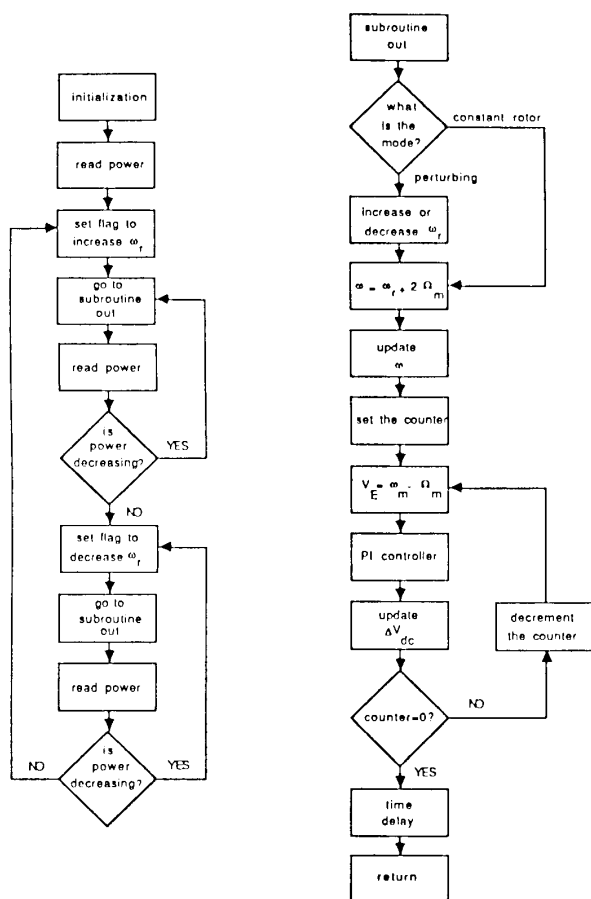 initialization
read power
set flag to
increase ω_r
go to
subroutine
out
read power
is
power
decreasing?
YES
NO
set flag to
decrease ω_r
go to
subroutine
out
read power
is
power
decreasing?
NO
YES
subroutine
out
what
is the
mode?
constant rotor
perturbing
increase or
decrease ω_r
ω = ω_r + 2 Ω_m
update
ω
set the counter
V_E = ω_m - Ω_m
PI controller
update
ΔV_dc
decrement
the counter
counter=0?
NO
YES
time
delay
return